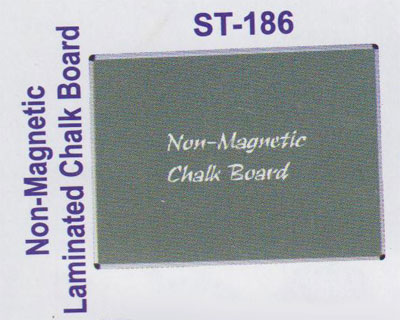 ST-186
Non-Magnetic
Laminated Chalk Board
Non-Magnetic
Chalk Board